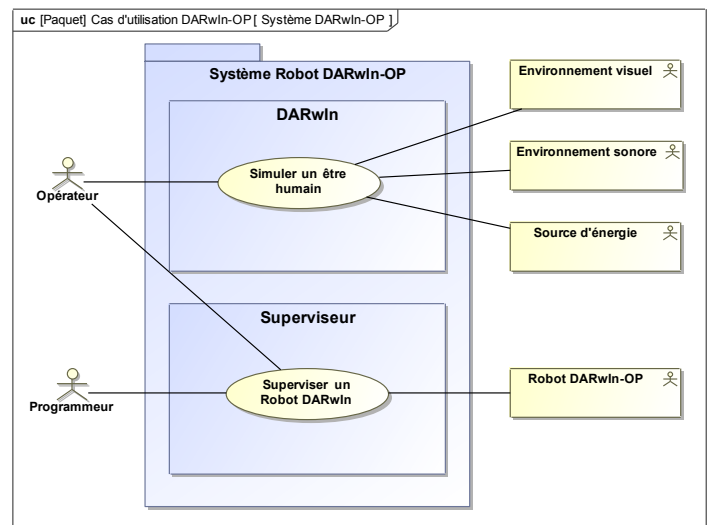 uc [Paquet] Cas d'utilisation DARwIn-OP [ Système DARwIn-OP ]
Système Robot DARwIn-OP
DARwIn
Simuler un être
humain
Opérateur
Environnement visuel
Environnement sonore
Source d'énergie
Superviseur
Superviser un
Robot DARwIn
Programmeur
Robot DARwIn-OP